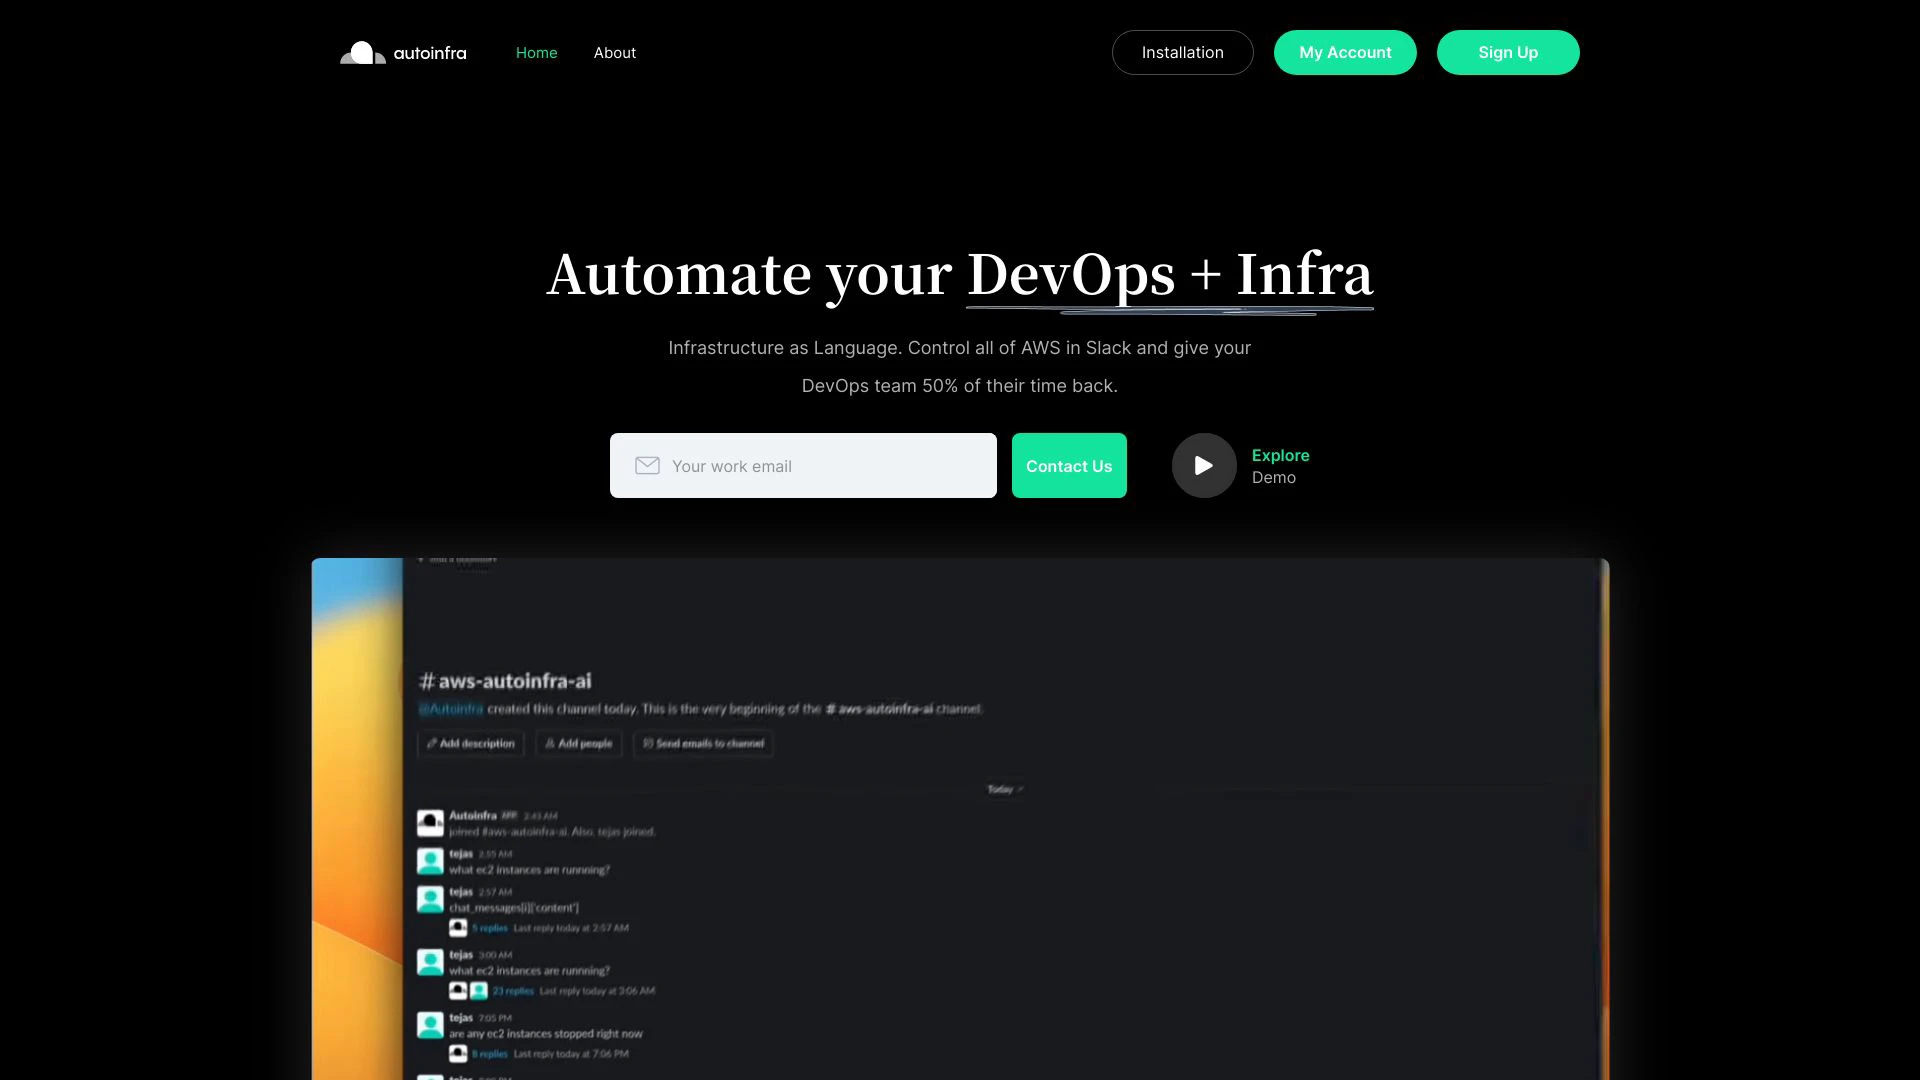 autoinfra
Home
About
Installation
My Account
Sign Up
Automate your DevOps + Infra
Infrastructure as Language. Control all of AWS in Slack and give your
DevOps team 50% of their time back.
Your work email
Contact Us
Explore
Demo
# aws-autoinfra-ai
@Autoinfra created this channel today. This is the very beginning of the # aws-autoinfra-ai channel.
Add description
Add people
Send emails to channel
Today
Autoinfra APP 2:43 AM
joined #aws-autoinfra-ai. Also, tejas joined.
tejas 2:55 AM
what ec2 instances are runnning?
tejas 2:57 AM
chat_messages[i]['content']
5 replies Last reply today at 2:57 AM
tejas 3:00 AM
what ec2 instances are runnning?
23 replies Last reply today at 3:06 AM
tejas 7:05 PM
are any ec2 instances stopped right now
8 replies Last reply today at 7:06 PM